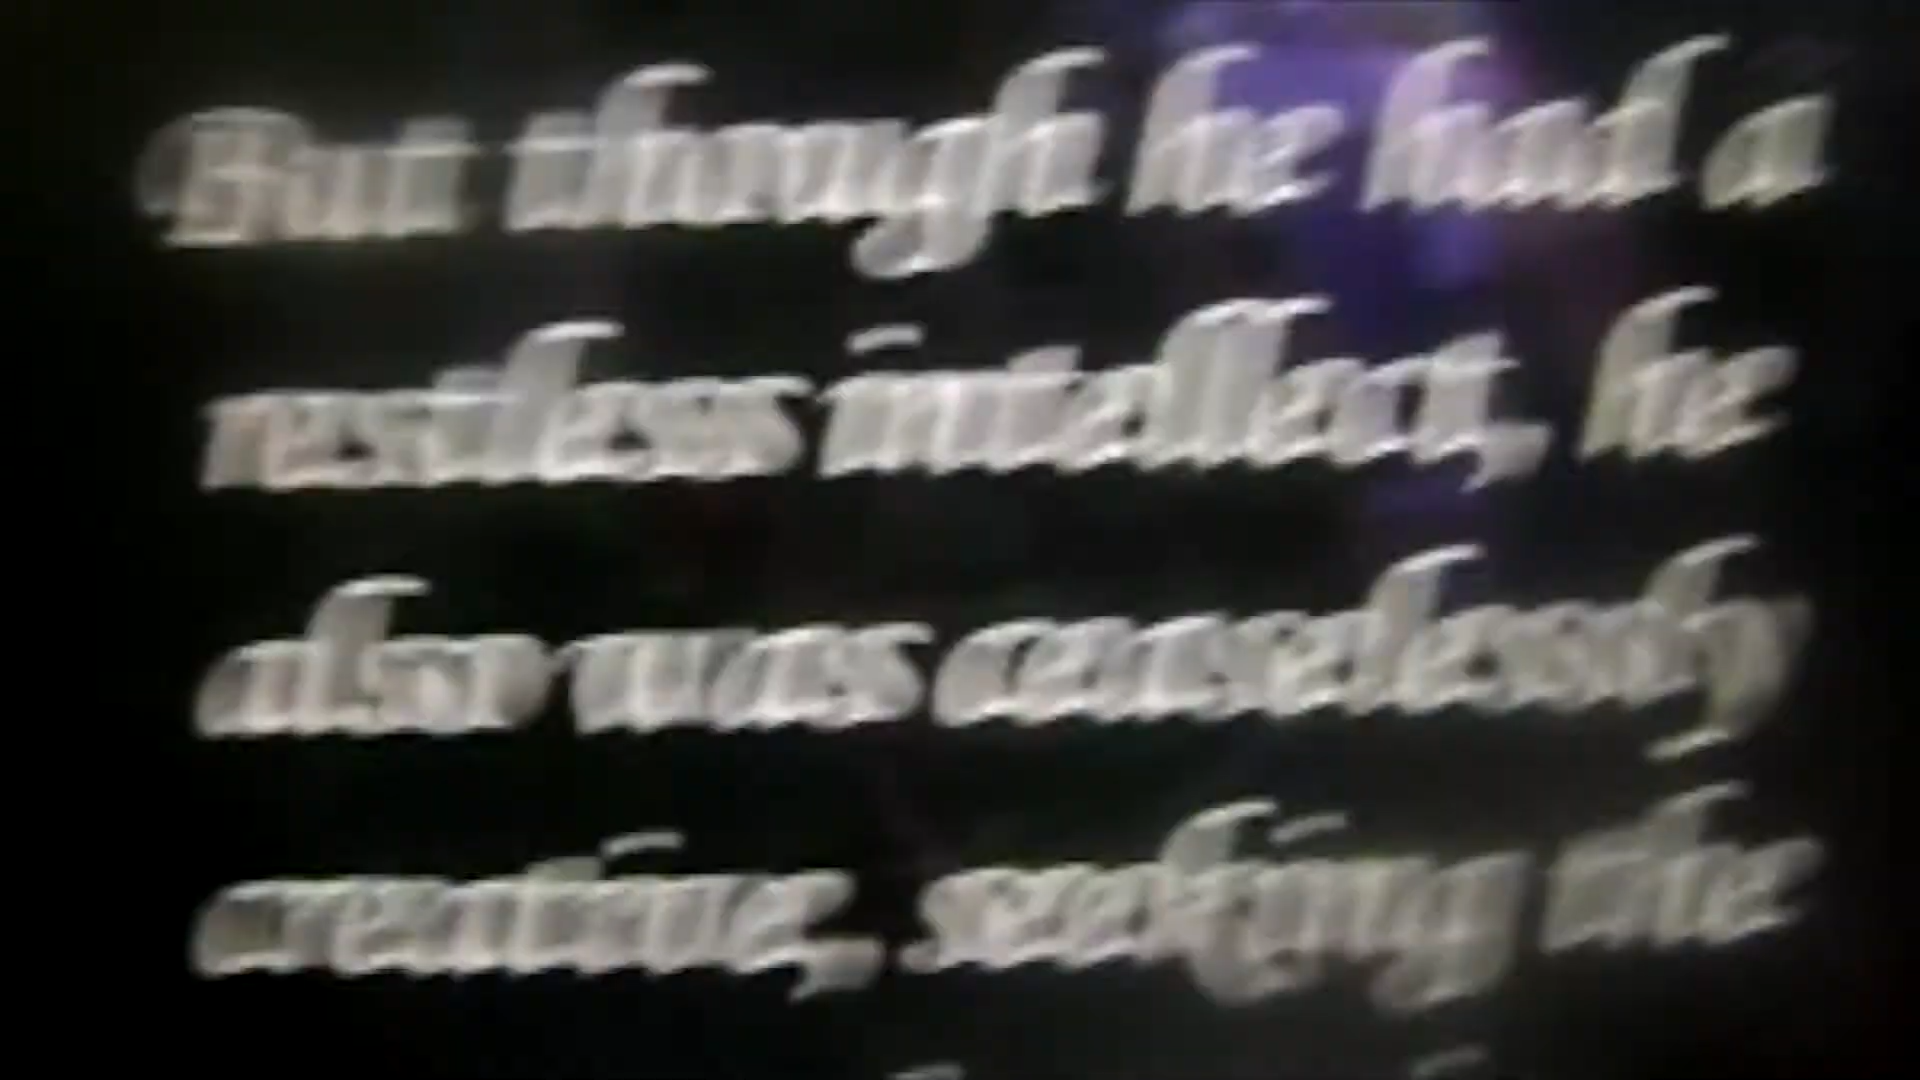 But though he had a
restless intellect, he
also was ceaselessly
creative, seeking the